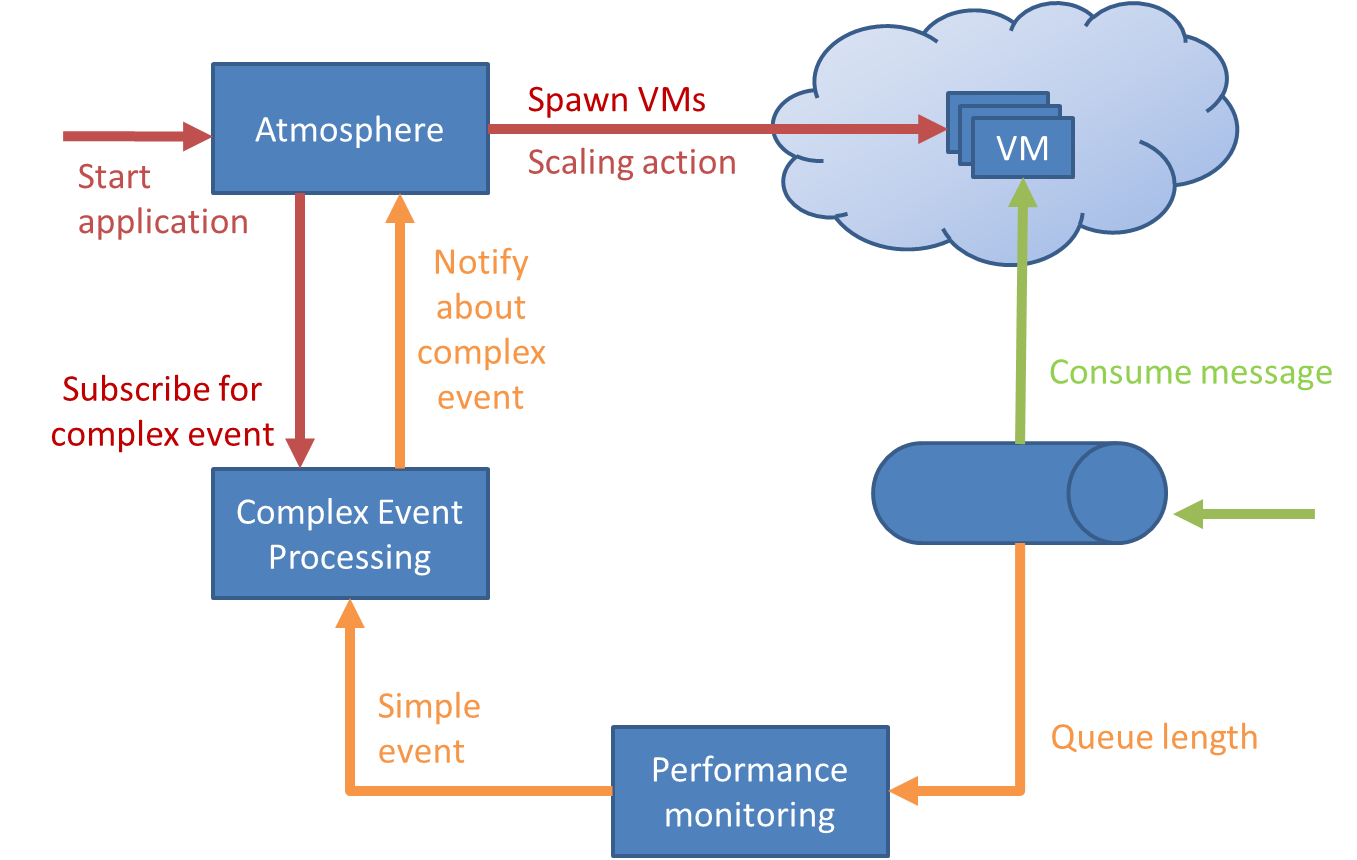 Atmosphere
Spawn VMs
Scaling action
VM
Start
application
Notify
about
complex
event
Subscribe for
complex event
Consume message
Complex Event
Processing
Simple
event
Queue length
Performance
monitoring